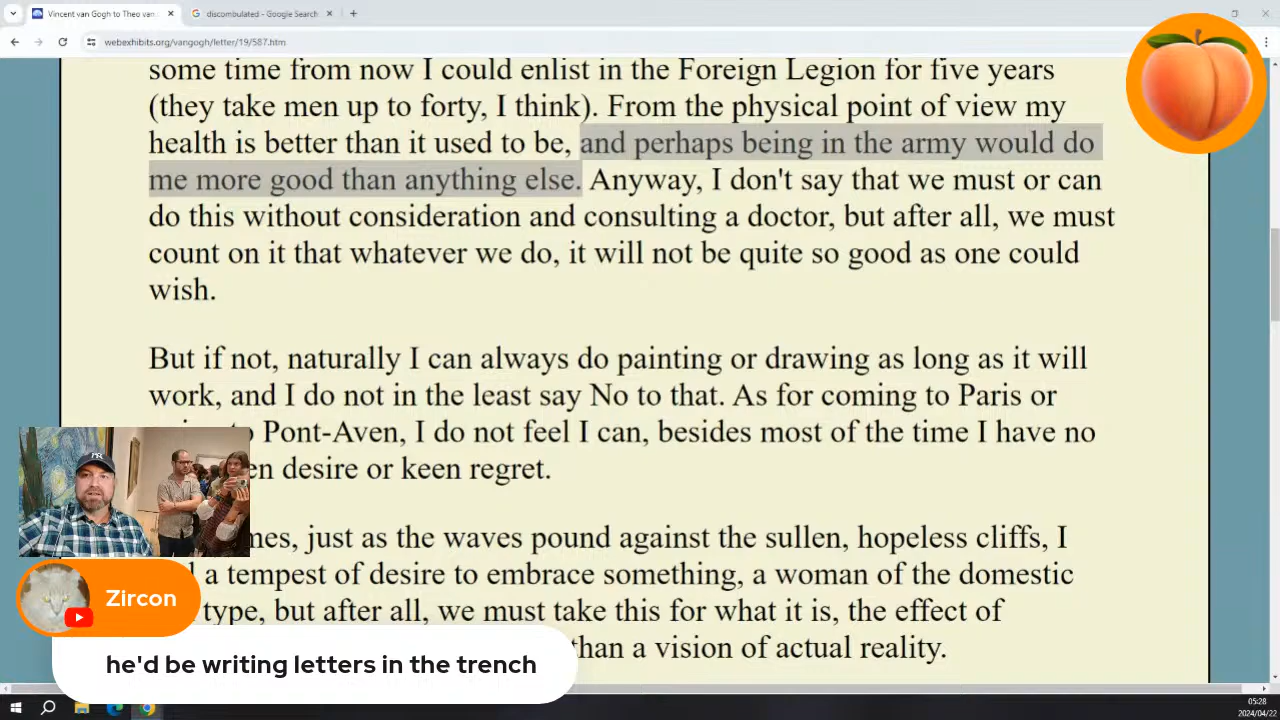 Vincent van Gogh to Theo van
discombulated - Google Search
webexhibits.org/vangogh/letter/19/587.htm
some time from now I could enlist in the Foreign Legion for five years
(they take men up to forty, I think). From the physical point of view my
health is better than it used to be, and perhaps being in the army would do
me more good than anything else. Anyway, I don't say that we must or can
do this without consideration and consulting a doctor, but after all, we must
count on it that whatever we do, it will not be quite so good as one could
wish.
But if not, naturally I can always do painting or drawing as long as it will
work, and I do not in the least say No to that. As for coming to Paris or
Pont-Aven, I do not feel I can, besides most of the time I have no
desire or keen regret.
just as the waves pound against the sullen, hopeless cliffs, I
a tempest of desire to embrace something, a woman of the domestic
type, but after all, we must take this for what it is, the effect of
than a vision of actual reality.
Zircon
he'd be writing letters in the trench
05:28
2024/04/22